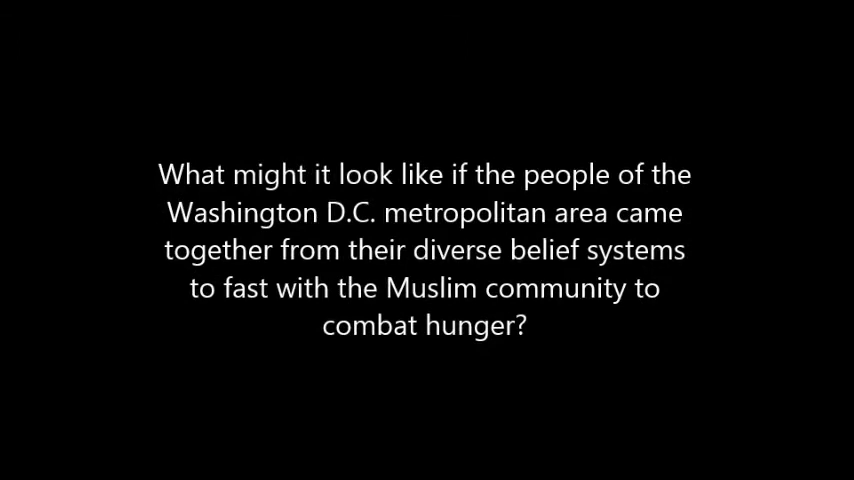 What might it look like if the people of the
Washington D.C. metropolitan area came
together from their diverse belief systems
to fast with the Muslim community to
combat hunger?